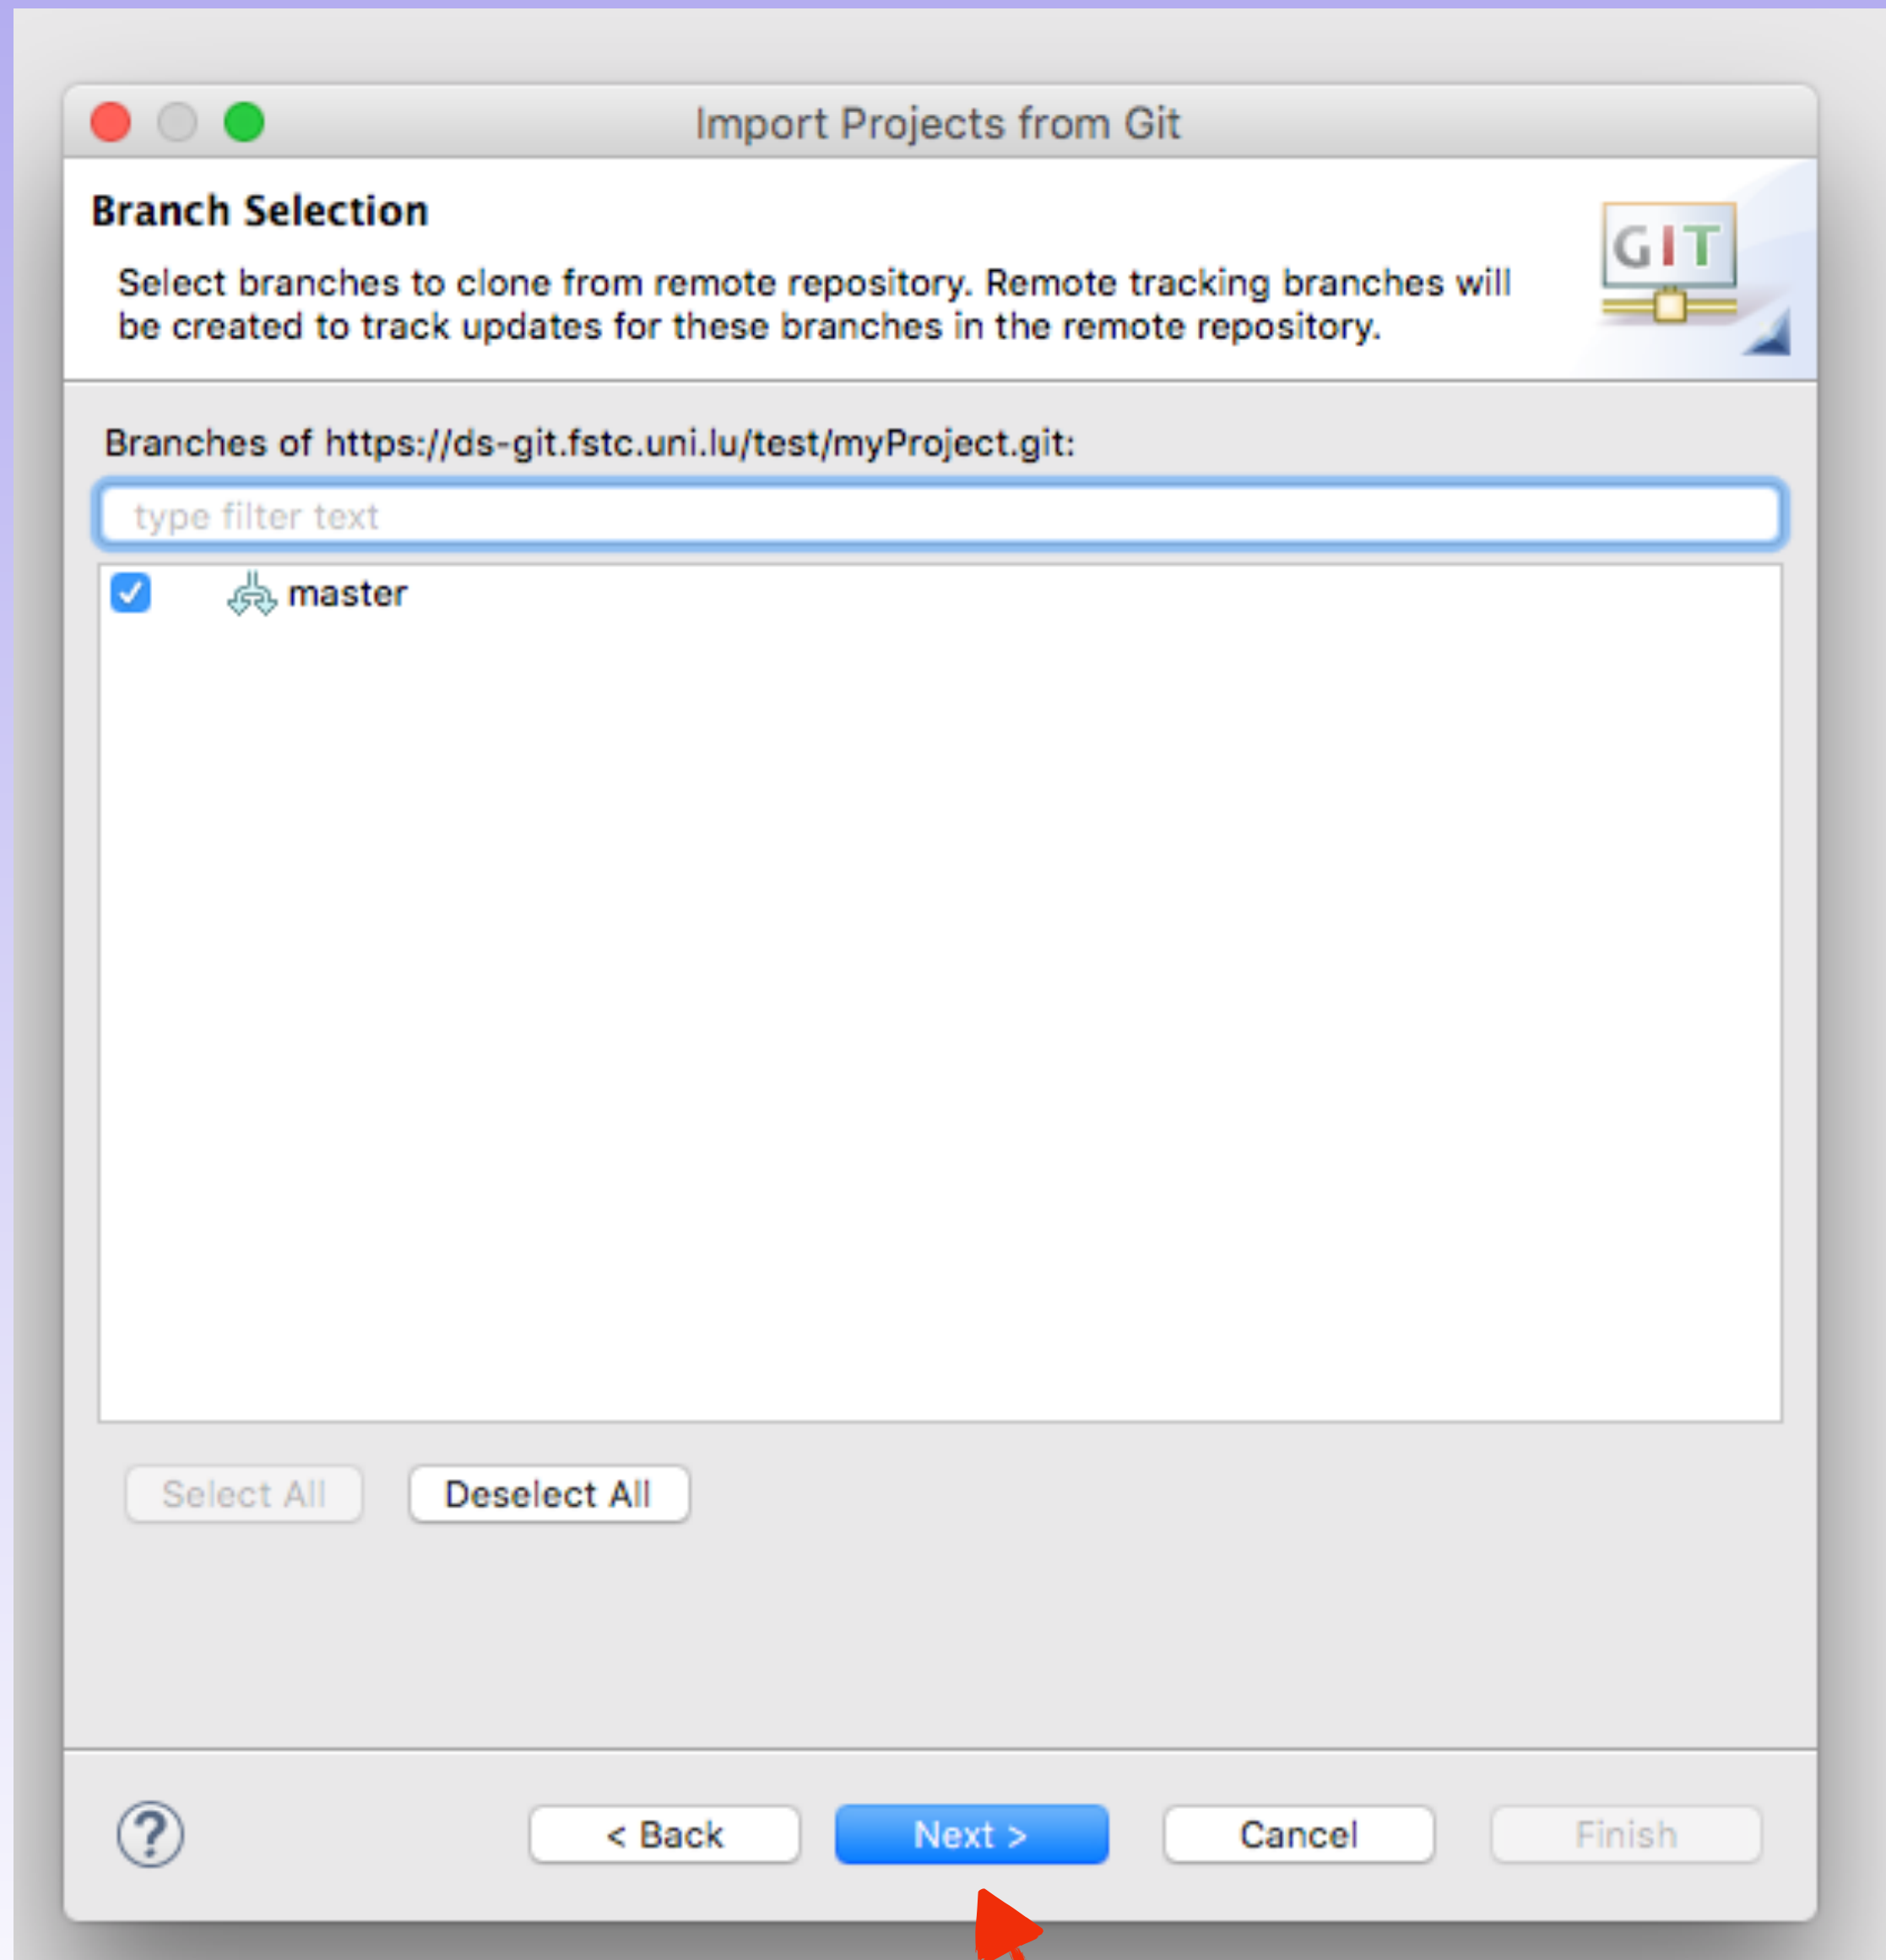 Import Projects from Git
Branch Selection
GIT
Select branches to clone from remote repository. Remote tracking branches will
be created to track updates for these branches in the remote repository.
Branches of https://ds-git.fstc.uni.lu/test/myProject.git:
type filter text
master
Select All Deselect All
? < Back Next > Cancel Finish